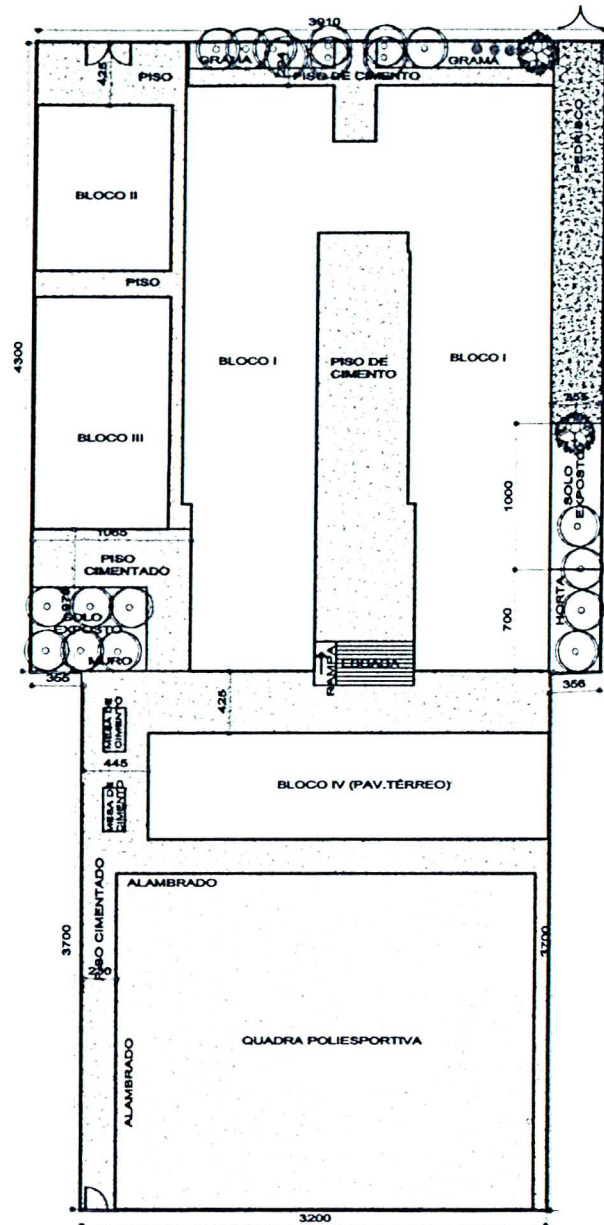 3910
GRAMA
GRAMA
PISO DE CIMENTO
425
PISO
PEDRISCO
BLOCO II
PISO
4300
BLOCO I
PISO DE
CIMENTO
BLOCO I
355
BLOCO III
SOLO
EXPOSTO
1000
1065
PISO
CIMENTADO
HORTA
700
SOLO
EXPOSTO
MURO
RAMPA
355
356
425
MESA DE
CIMENTO
445
BLOCO IV (PAV.TÉRREO)
MESA DE
CIMENTO
ALAMBRADO
PISO CIMENTADO
3700
QUADRA POLIESPORTIVA
ALAMBRADO
3200